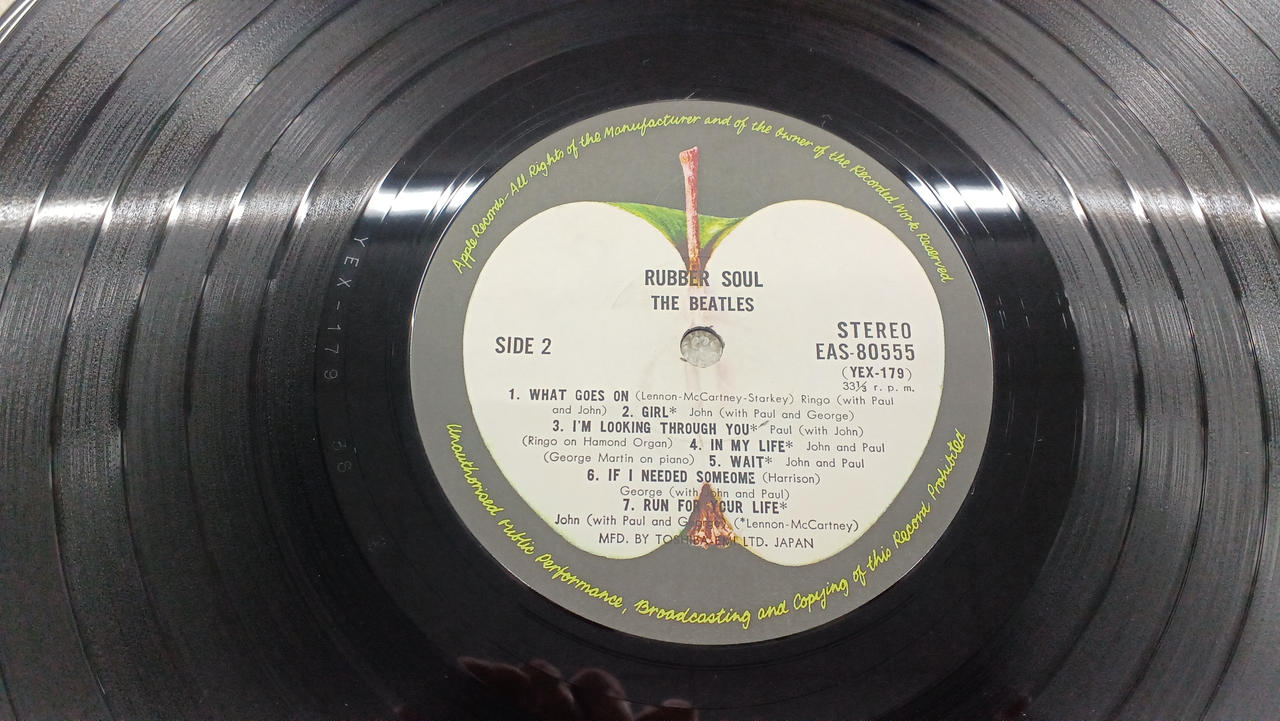 Apple Records–All Rights of the Manufacturer and of the Owner of the Recorded Work Reserved
RUBBER SOUL
THE BEATLES
SIDE 2
STEREO
EAS-80555
(YEX-179)
33⅓ r. p. m.
1. WHAT GOES ON (Lennon-McCartney-Starkey) Ringo (with Paul
and John) 2. GIRL* John (with Paul and George)
3. I'M LOOKING THROUGH YOU* Paul (with John)
(Ringo on Hamond Organ) 4. IN MY LIFE* John and Paul
(George Martin on piano) 5. WAIT* John and Paul
6. IF I NEEDED SOMEONE (Harrison)
George (with John and Paul)
7. RUN FOR YOUR LIFE*
John (with Paul and George) (*Lennon-McCartney)
MFD. BY TOSHIBA-EMI LTD. JAPAN
Unauthorised Public Performance, Broadcasting and Copying of this Record Prohibited
YEX-179